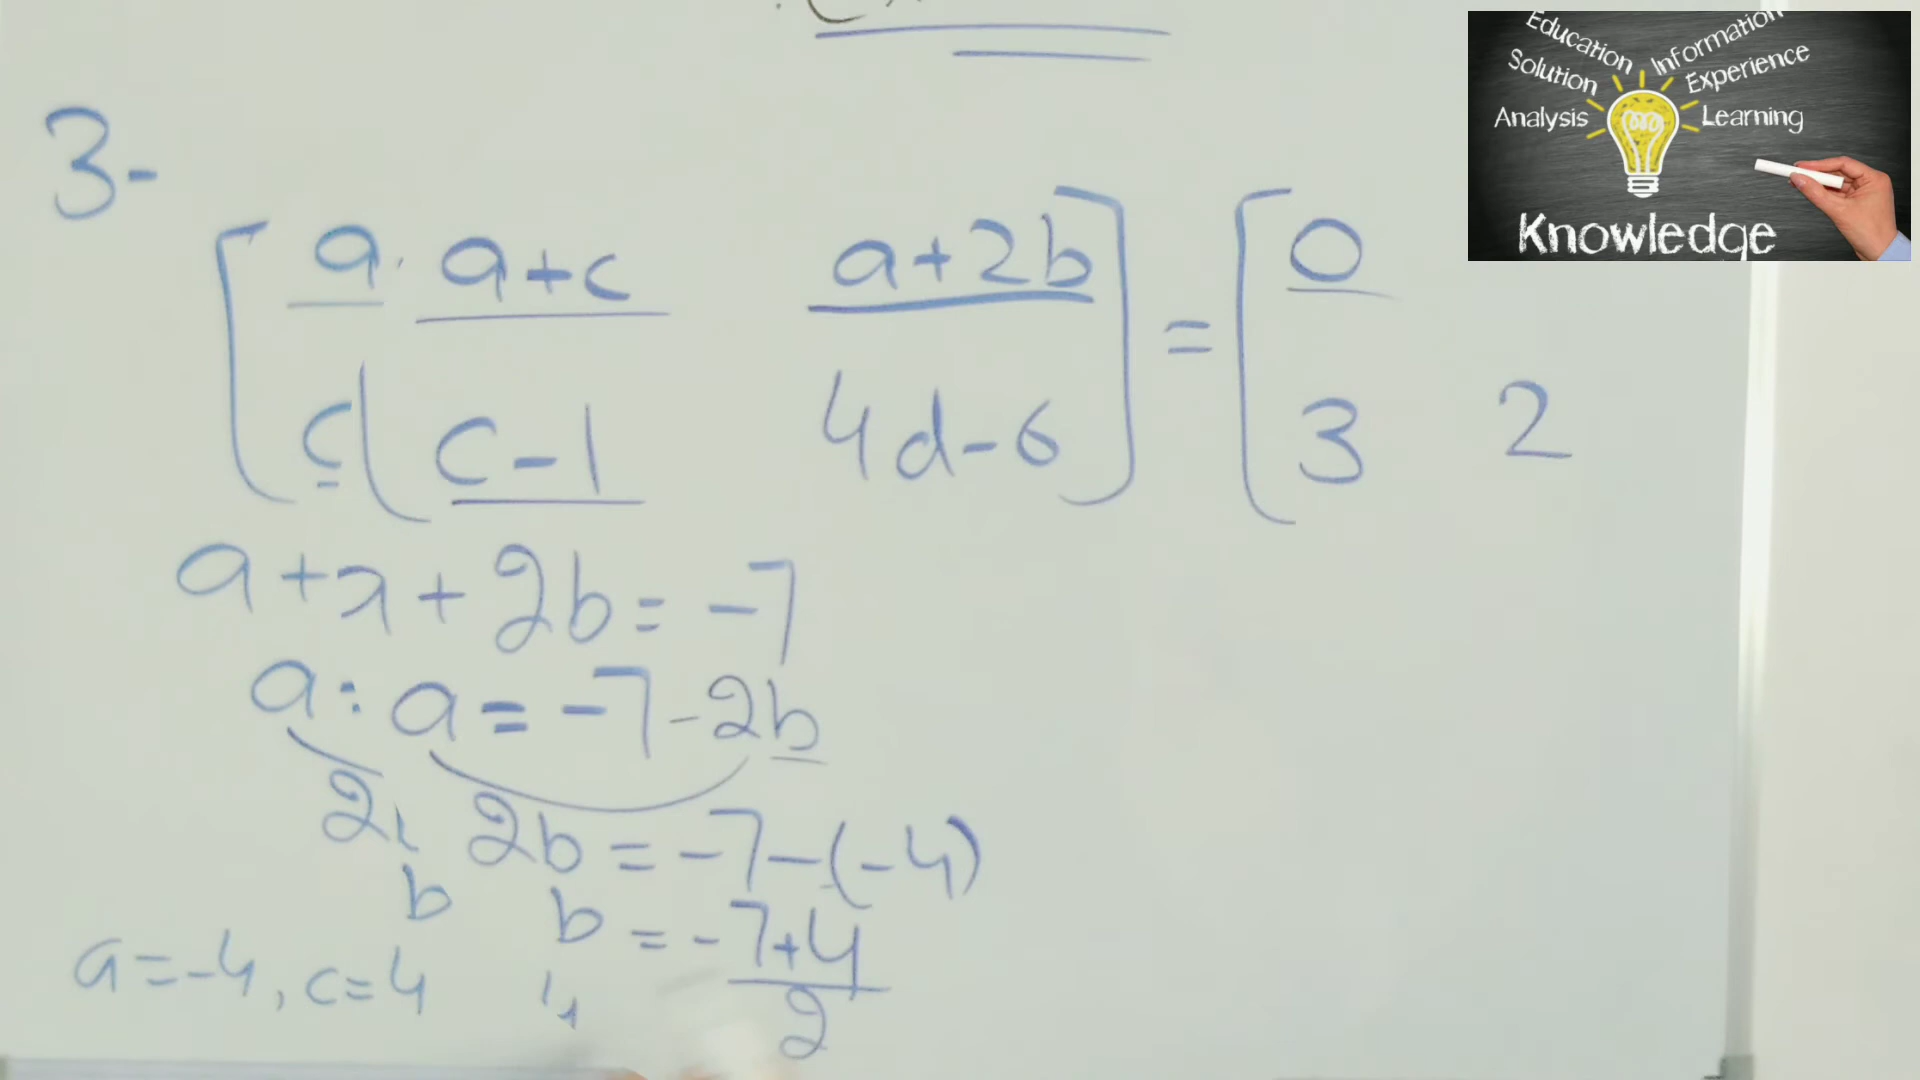 Education Information
Solution Experience
Analysis Learning
Knowledge
3-
a. a+c a+2b = 0
c c-1 4d-6 3 2
a+x+2b=-7
a: a=-7-2b
2b=-7-(-4)
b b =-7+4
2
a=-4, c=4